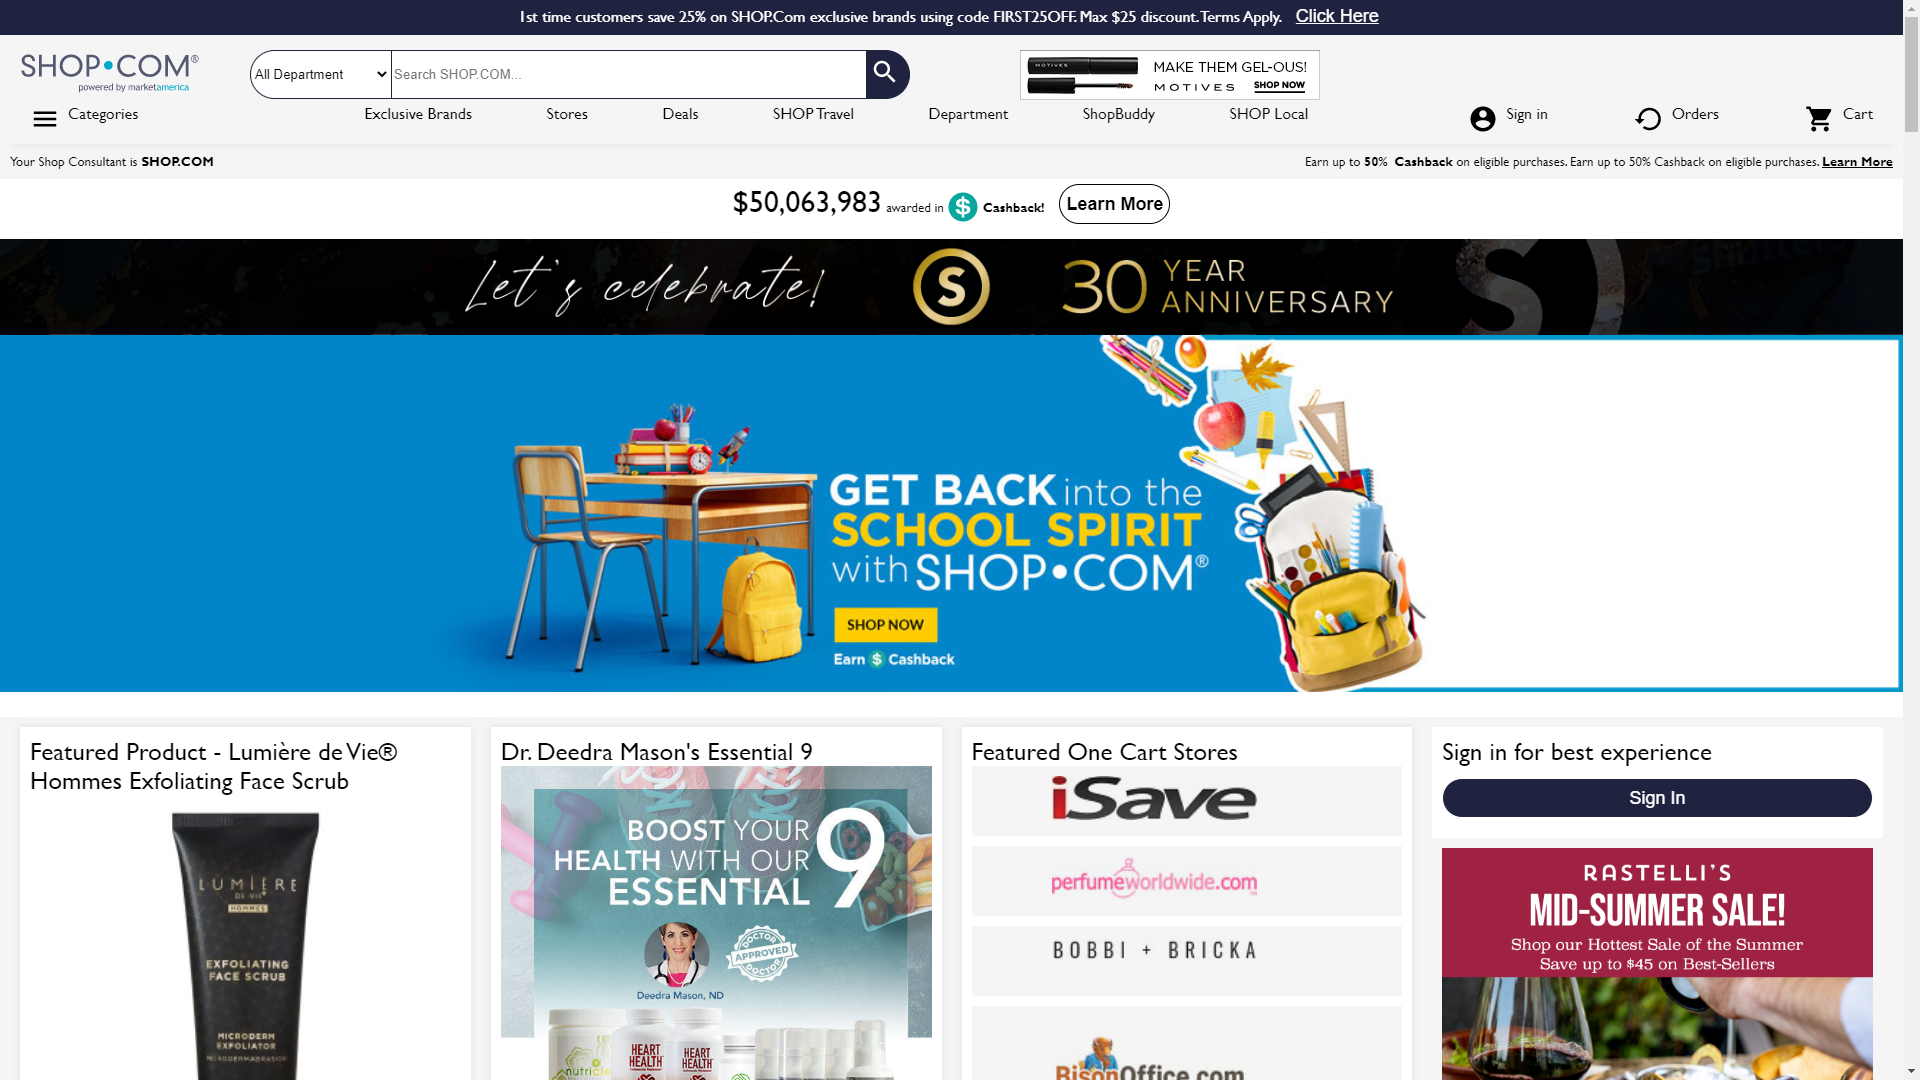 1st time customers save 25% on SHOP.Com exclusive brands using code FIRST25OFF. Max $25 discount. Terms Apply. Click Here
SHOP•COM®
powered by marketamerica
All Department
Search SHOP.COM...
MOTIVES
MAKE THEM GEL-OUS!
MOTIVES SHOP NOW
Categories
Exclusive Brands
Stores
Deals
SHOP Travel
Department
ShopBuddy
SHOP Local
Sign in
Orders
Cart
Your Shop Consultant is SHOP.COM
Earn up to 50% Cashback on eligible purchases. Earn up to 50% Cashback on eligible purchases. Learn More
$50,063,983 awarded in $ Cashback! Learn More
Let's celebrate!
S
30 YEAR
ANNIVERSARY
GET BACK into the
SCHOOL SPIRIT
with SHOP•COM®
SHOP NOW
Earn $ Cashback
Featured Product - Lumière de Vie®
Hommes Exfoliating Face Scrub
LUMIÈRE
DE VIE®
HOMMES
EXFOLIATING
FACE SCRUB
MICRODERM
EXFOLIATOR
MICRODERMABRASION
Dr. Deedra Mason's Essential 9
BOOST YOUR
HEALTH WITH OUR
ESSENTIAL
9
DOCTOR
APPROVED
DOCTOR
Deedra Mason, ND
HEART
HEALTH
HEART
HEALTH
Featured One Cart Stores
iSave
perfumeworldwide.com
BOBBI + BRICKA
BisonOffice.com
Sign in for best experience
Sign In
RASTELLI'S
MID-SUMMER SALE!
Shop our Hottest Sale of the Summer
Save up to $45 on Best-Sellers